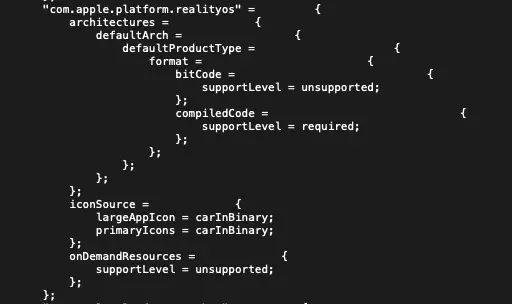 "com.apple.platform.realityos" = {
architectures = {
defaultArch = {
defaultProductType = {
format = {
bitCode = {
supportLevel = unsupported;
};
compiledCode = {
supportLevel = required;
};
};
};
};
};
iconSource = {
largeAppIcon = carInBinary;
primaryIcons = carInBinary;
};
onDemandResources = {
supportLevel = unsupported;
};
};